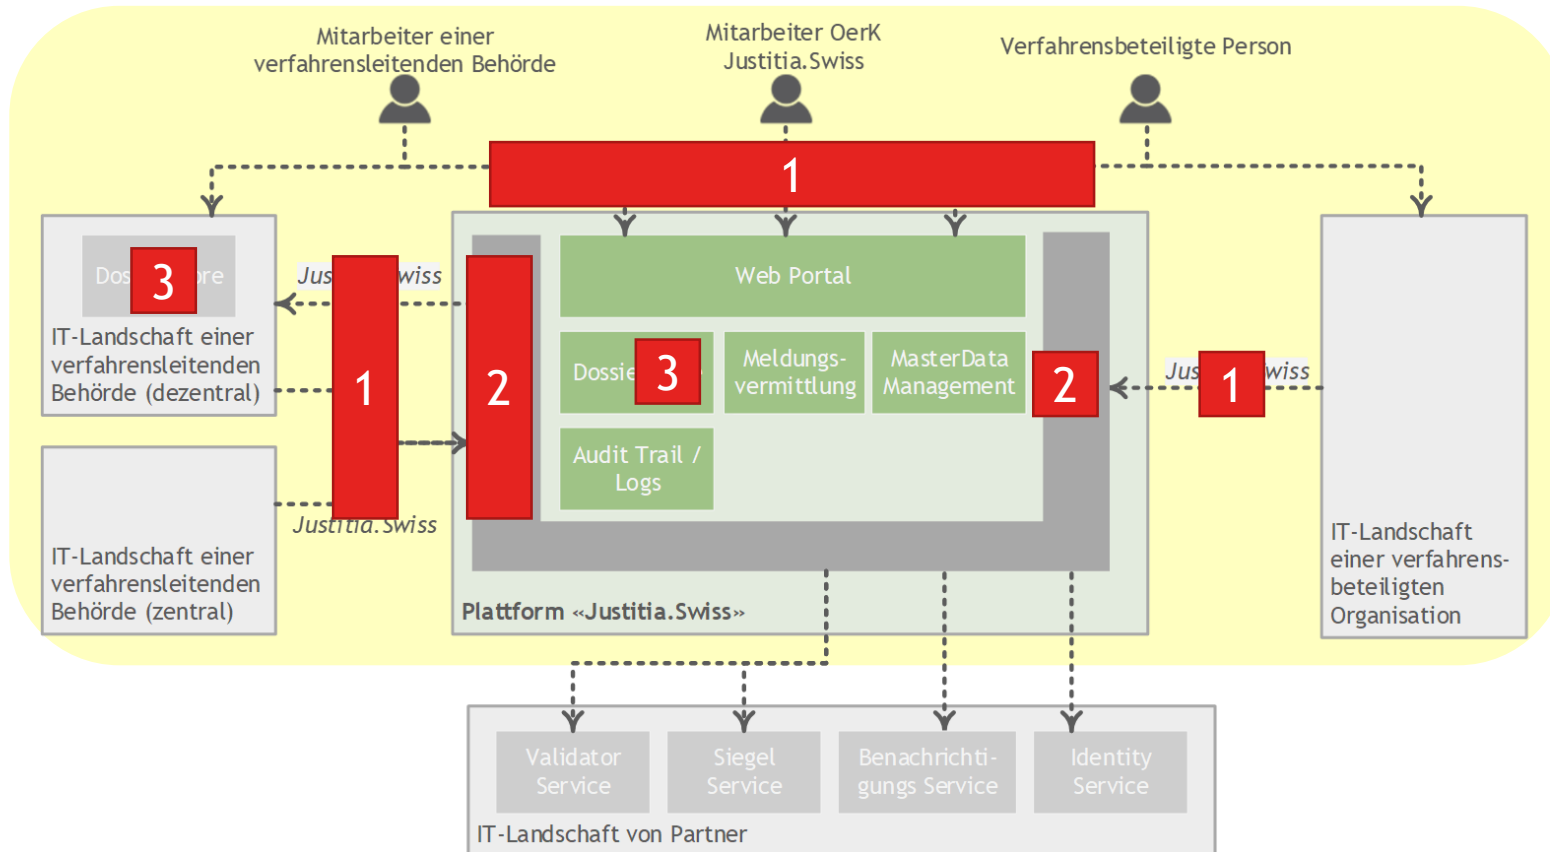 Mitarbeiter einer
verfahrensleitenden Behörde
Mitarbeiter OerK
Justitia.Swiss
Verfahrensbeteiligte Person
1
3
IT-Landschaft einer
verfahrensleitenden
Behörde (dezentral)
1
2
Web Portal
3
Meldungs-
vermittlung
MasterData
Management
2
1
Audit Trail /
Logs
Justitia.Swiss
IT-Landschaft einer
verfahrensleitenden
Behörde (zentral)
Plattform «Justitia.Swiss»
IT-Landschaft
einer verfahrens-
beteiligten
Organisation
Validator
Service
Siegel
Service
Benachrichti-
gungs Service
Identity
Service
IT-Landschaft von Partner